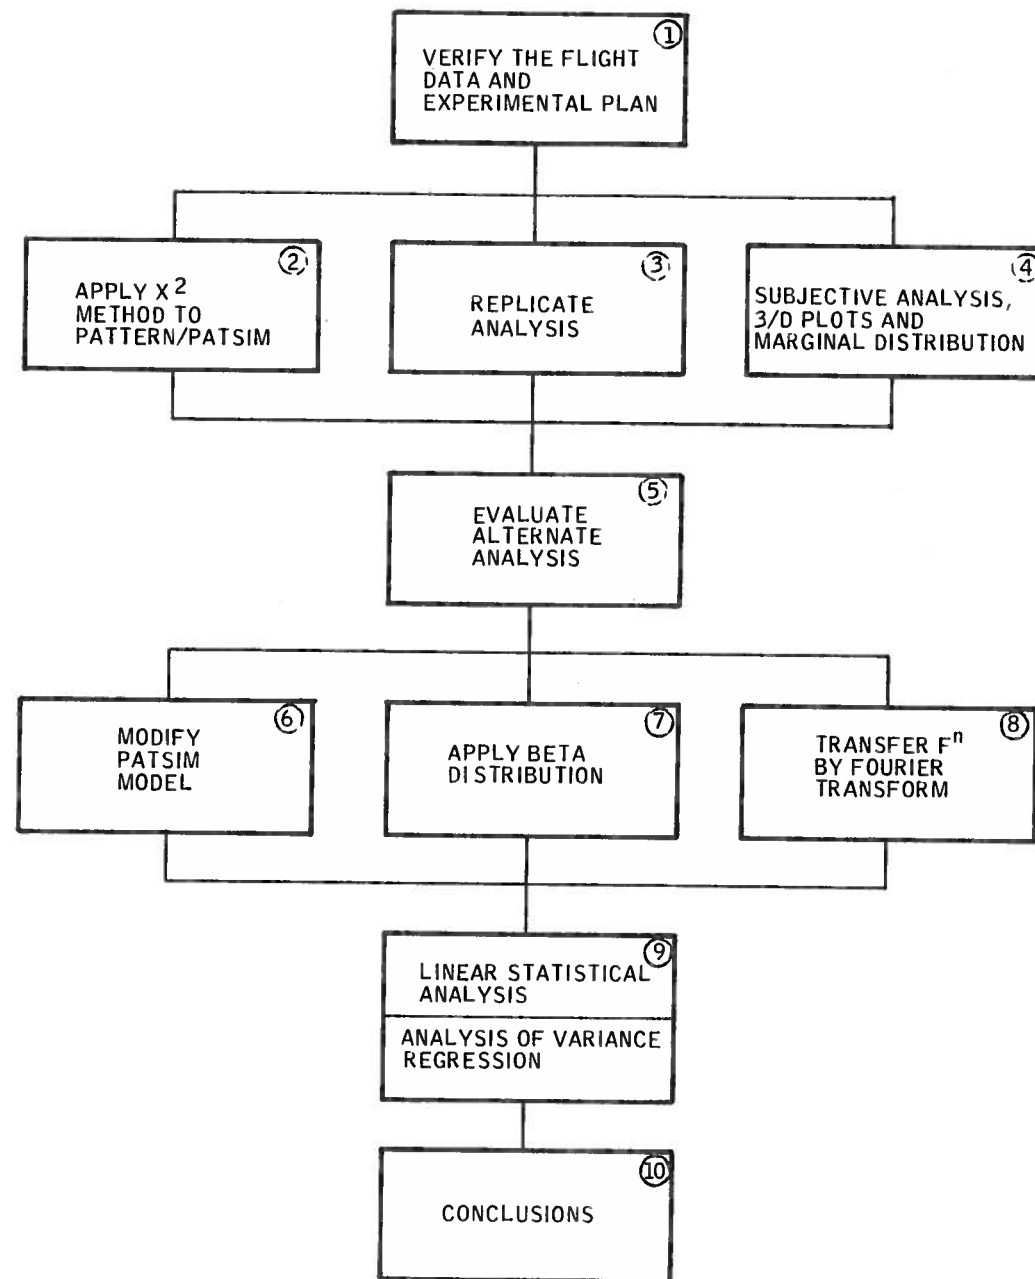 ①
VERIFY THE FLIGHT
DATA AND
EXPERIMENTAL PLAN
②
APPLY X²
METHOD TO
PATTERN/PATSIM
③
REPLICATE
ANALYSIS
④
SUBJECTIVE ANALYSIS,
3/D PLOTS AND
MARGINAL DISTRIBUTION
⑤
EVALUATE
ALTERNATE
ANALYSIS
⑥
MODIFY
PATSIM
MODEL
⑦
APPLY BETA
DISTRIBUTION
⑧
TRANSFER Fⁿ
BY FOURIER
TRANSFORM
⑨
LINEAR STATISTICAL
ANALYSIS
ANALYSIS OF VARIANCE
REGRESSION
⑩
CONCLUSIONS